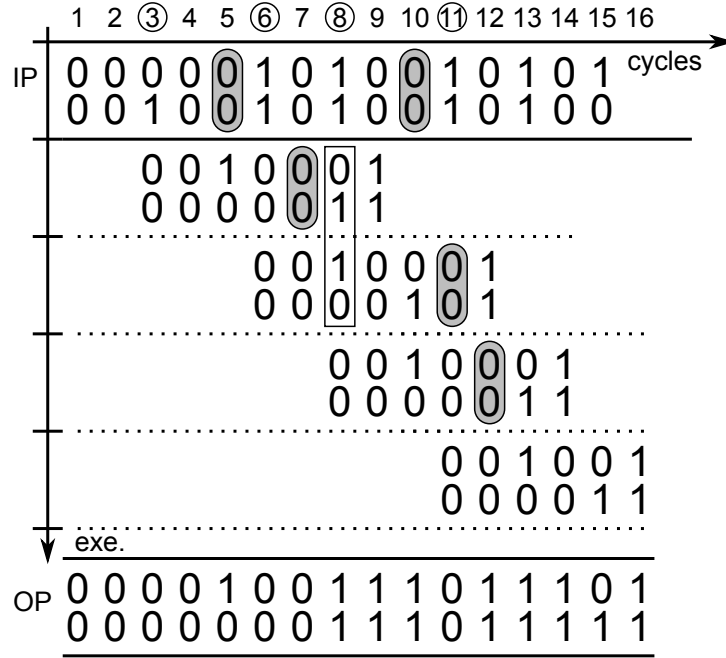 1 2 3 4 5 6 7 8 9 10 11 12 13 14 15 16
cycles
IP
0 0 0 0 0 1 0 1 0 0 1 0 1 0 1
0 0 1 0 0 1 0 1 0 0 1 0 1 0 0
0 0 1 0 0 0 1
0 0 0 0 0 1 1
0 0 1 0 0 0 1
0 0 0 0 1 0 1
0 0 1 0 0 0 1
0 0 0 0 0 1 1
0 0 1 0 0 1
0 0 0 0 1 1
exe.
OP
0 0 0 0 1 0 0 1 1 1 0 1 1 1 0 1
0 0 0 0 0 0 0 1 1 1 0 1 1 1 1 1